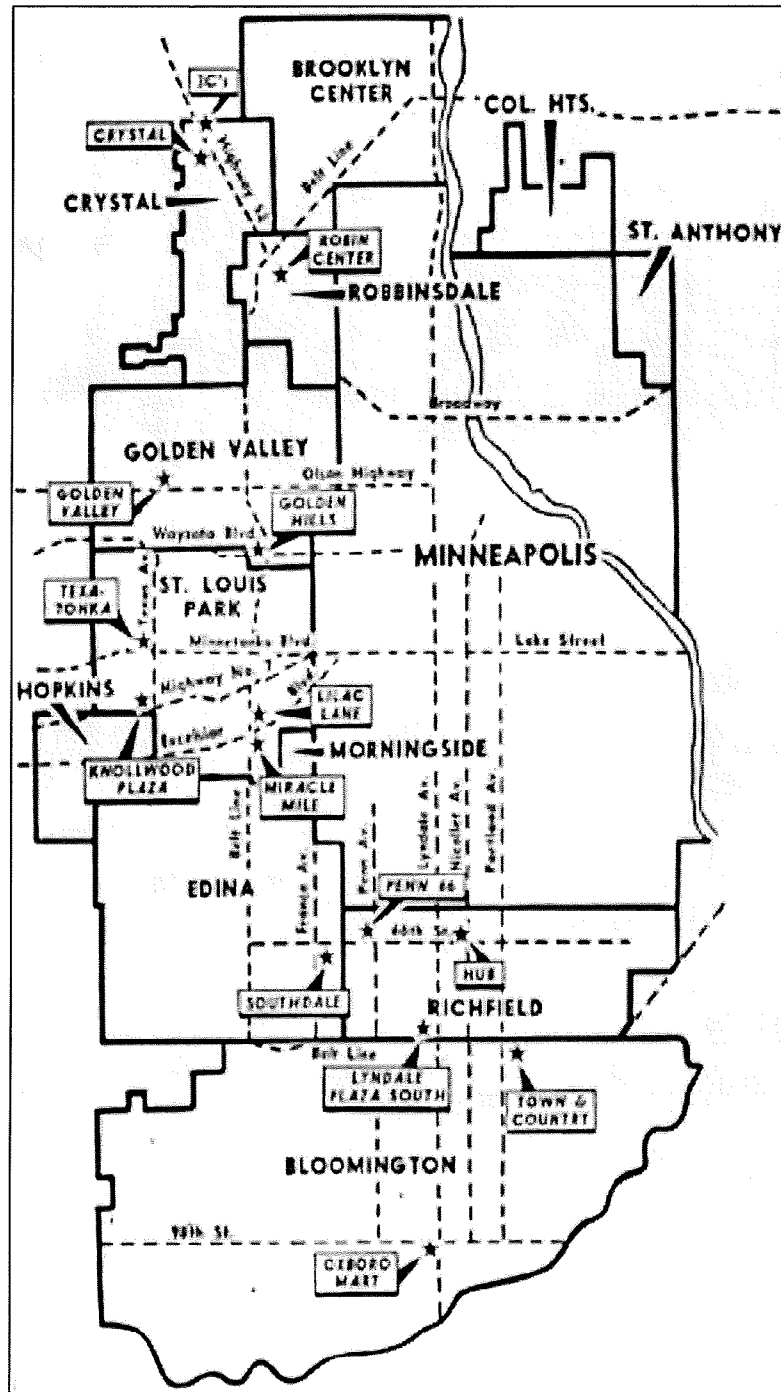 BROOKLYN
CENTER
COL. HTS.
CRYSTAL
Highway 52
Belt Line
CRYSTAL
ST. ANTHONY
ROBIN
CENTER
ROBBINSDALE
Broadway
GOLDEN VALLEY
Olson Highway
GOLDEN
VALLEY
GOLDEN
HILLS
Wayzata Blvd
MINNEAPOLIS
TEXA-
TONKA
Texas Av.
ST. LOUIS
PARK
Minnetonka Blvd.
Lake Street
HOPKINS
Highway No. 7
LILAC
LANE
Excelsior Blvd
MORNINGSIDE
KNOLLWOOD
PLAZA
MIRACLE
MILE
Belt Line
Lyndale Av.
Nicollet Av.
Portland Av.
Penn Av.
France Av.
EDINA
PENN 66
66th St.
SOUTHDALE
HUB
RICHFIELD
Belt Line
LYNDALE
PLAZA SOUTH
TOWN &
COUNTRY
BLOOMINGTON
98th St.
OXBORO
MART